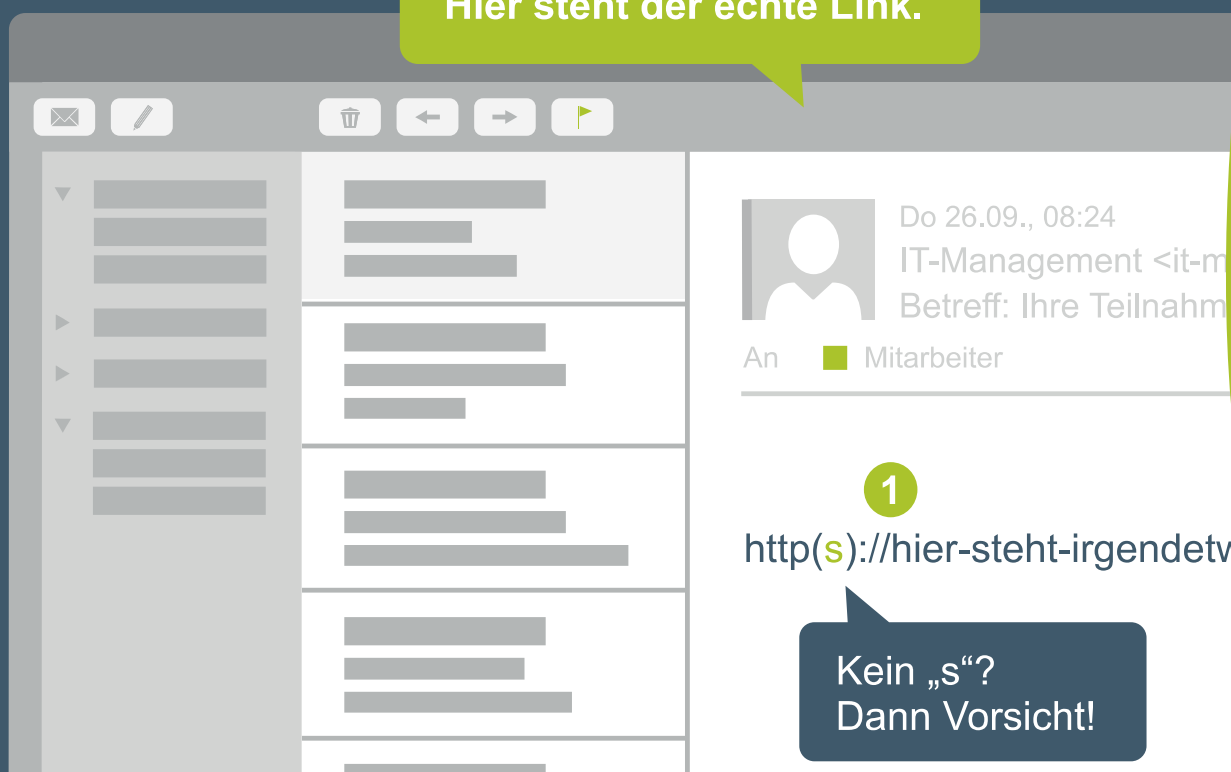 Hier steht der echte Link.
Do 26.09., 08:24
IT-Management <it-m
Betreff: Ihre Teilnahm
An Mitarbeiter
1
http(s)://hier-steht-irgendetw
Kein „s“?
Dann Vorsicht!